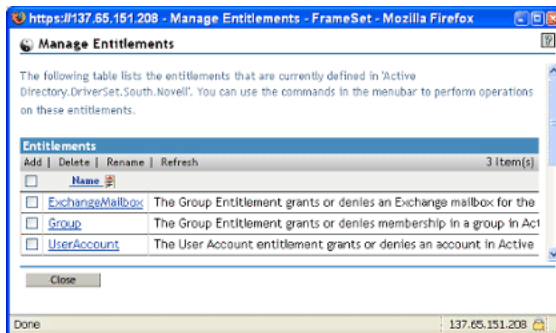 https://137.65.151.208 - Manage Entitlements - FrameSet - Mozilla Firefox
Manage Entitlements
?
The following table lists the entitlements that are currently defined in 'Active
Directory.DriverSet.South.Novell'. You can use the commands in the menubar to perform operations
on these entitlements.
Entitlements
Add | Delete | Rename | Refresh 3 Item(s)
Name
ExchangeMailbox The Group Entitlement grants or denies an Exchange mailbox for the
Group The Group Entitlement grants or denies membership in a group in Act
UserAccount The User Account entitlement grants or denies an account in Active
Close
Done 137.65.151.208